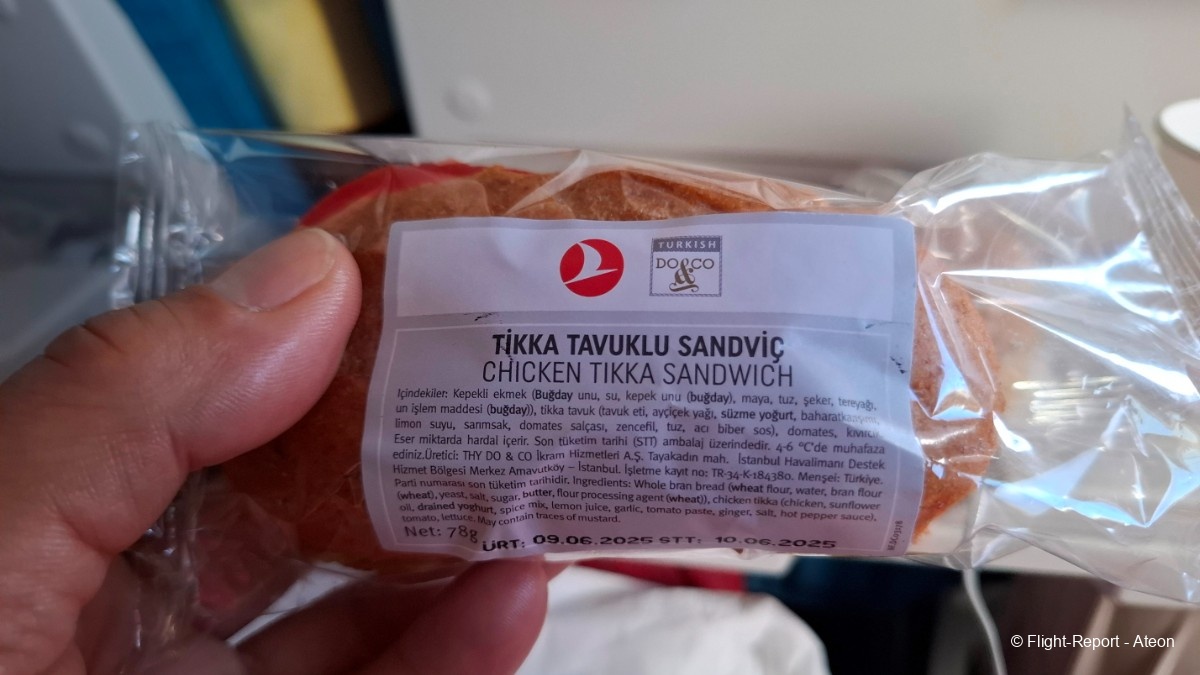 TURKISH
DO & CO
TİKKA TAVUKLU SANDVİÇ
CHICKEN TIKKA SANDWICH
İçindekiler: Kepekli ekmek (Buğday unu, su, kepek unu (buğday), maya, tuz, şeker, tereyağı,
un işlem maddesi (buğday)), tikka tavuk (tavuk eti, ayçiçek yağı, süzme yoğurt, baharat karışımı,
limon suyu, sarımsak, domates salçası, zencefil, tuz, acı biber sos), domates, kıvırcık.
Eser miktarda hardal içerir. Son tüketim tarihi (STT) ambalaj üzerindedir. 4-6 °C'de muhafaza
ediniz.Üretici: THY DO & CO İkram Hizmetleri A.Ş. Tayakadın mah. İstanbul Havalimanı Destek
Hizmet Bölgesi Merkez Arnavutköy – İstanbul. İşletme kayıt no: TR-34-K-184380. Menşei: Türkiye.
Parti numarası son tüketim tarihidir. Ingredients: Whole bran bread (wheat flour, water, bran flour
(wheat), yeast, salt, sugar, butter, flour processing agent (wheat)), chicken tikka (chicken, sunflower
oil, drained yoghurt, spice mix, lemon juice, garlic, tomato paste, ginger, salt, hot pepper sauce),
tomato, lettuce. May contain traces of mustard.
Net: 78g ÜRT: 09.06.2025 STT: 10.06.2025
© Flight-Report - Ateon